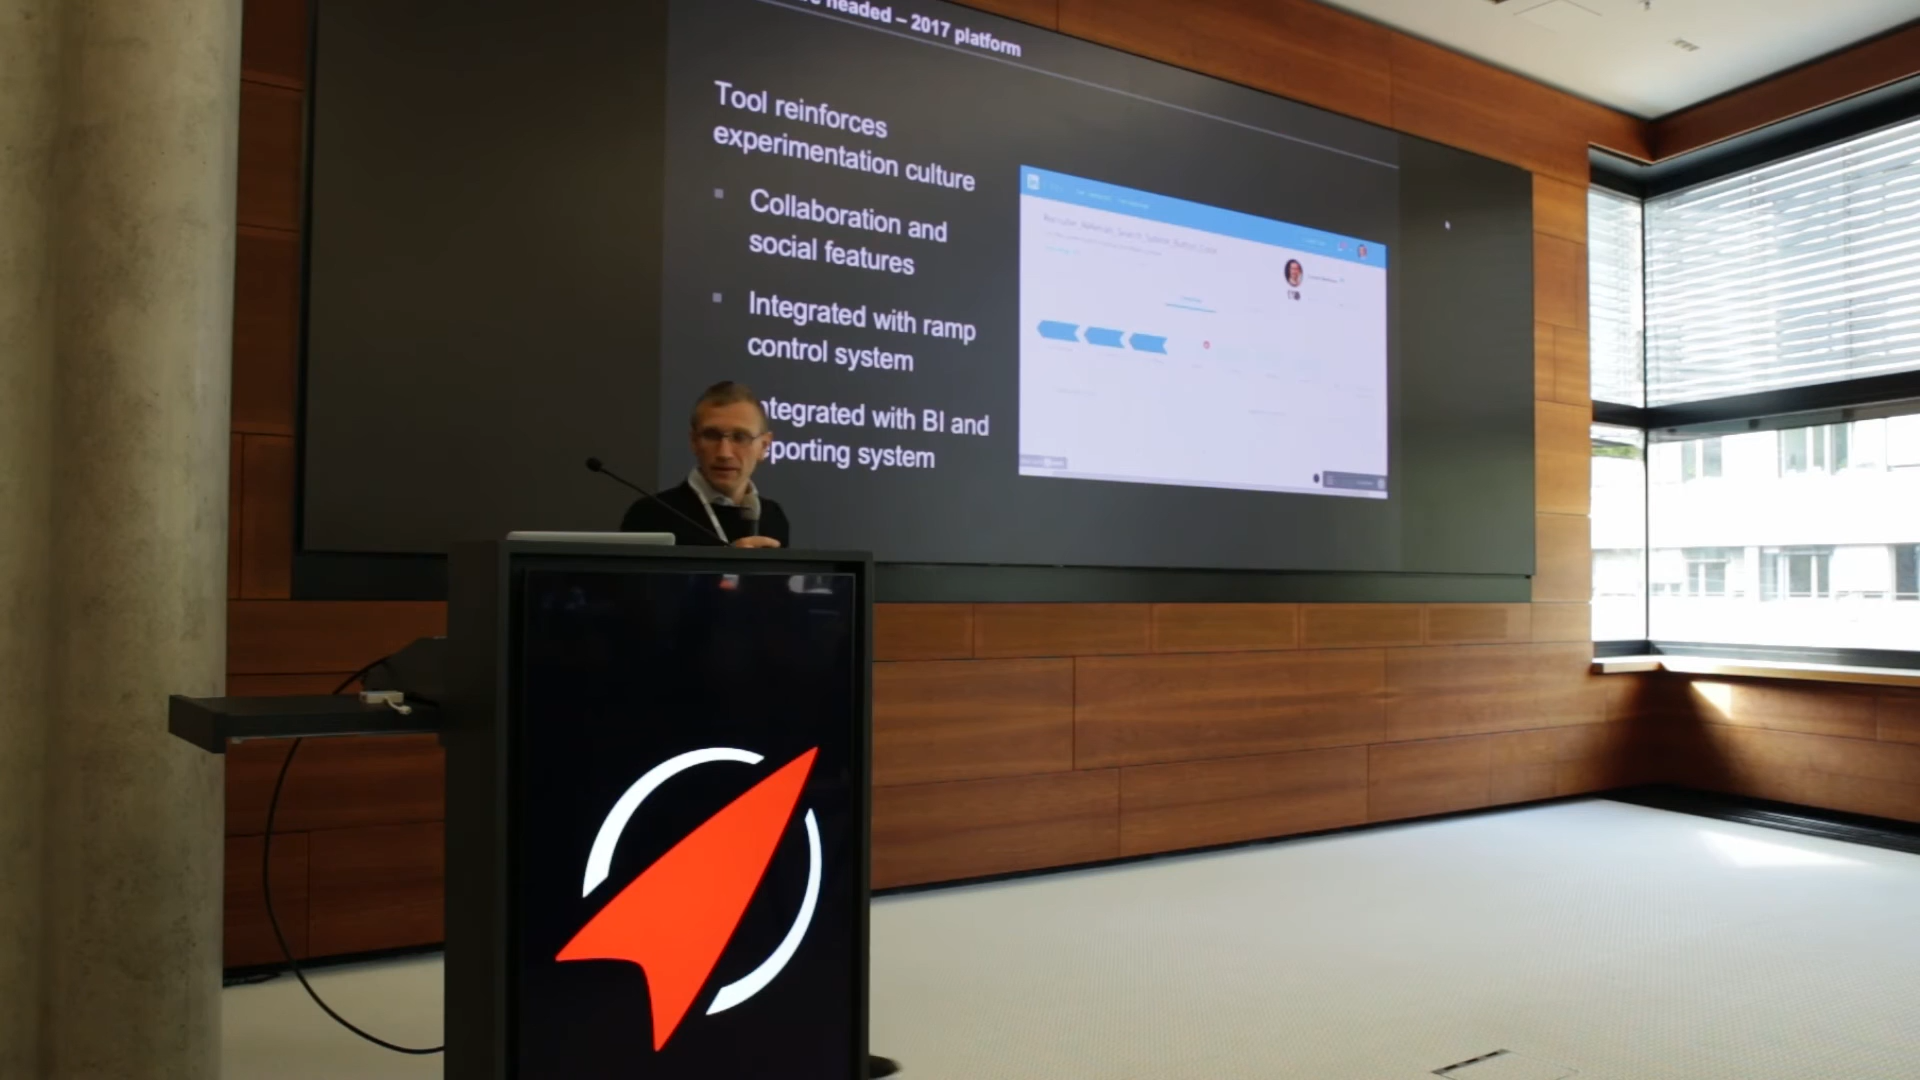 headed – 2017 platform
Tool reinforces
experimentation culture
Collaboration and
social features
Integrated with ramp
control system
ntegrated with BI and
porting system